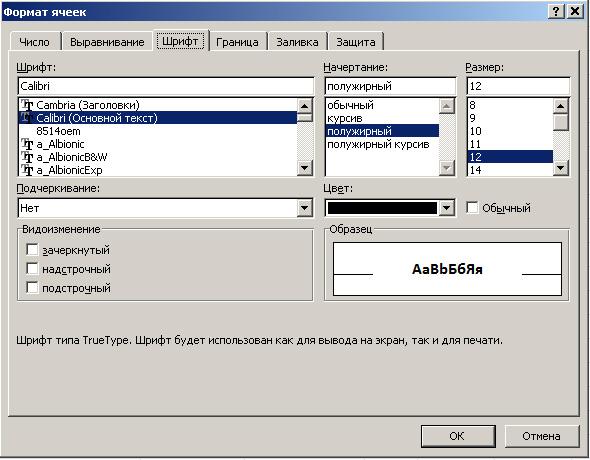 Формат ячеек
Число Выравнивание Шрифт Граница Заливка Защита
Шрифт: Начертание: Размер:
Calibri полужирный 12
Cambria (Заголовки) обычный 8
Calibri (Основной текст) курсив 9
8514oem полужирный 10
a_Albionic полужирный курсив 11
a_AlbionicB&W 12
a_AlbionicExp 14
Подчеркивание: Цвет:
Нет Обычный
Видоизменение Образец
зачеркнутый
надстрочный
подстрочный
АаBbБбЯя
Шрифт типа TrueType. Шрифт будет использован как для вывода на экран, так и для печати.
OK Отмена